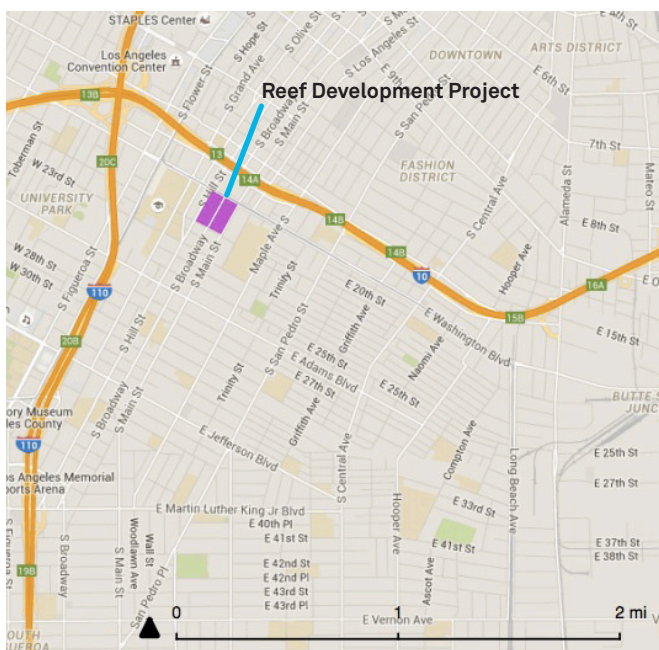 STAPLES Center
Los Angeles
Convention Center
S Hope St
S Grand Ave
S Olive St
S Flower St
S Los Angeles
DOWNTOWN
ARTS DISTRICT
E 6th St
Reef Development Project
13B
S Broadway
S Main St
S San Pedro St
7th St
Toberman St
20C
W 23rd St
13
S Hill St
14A
FASHION
DISTRICT
S Central Ave
Alameda St
Mateo St
UNIVERSITY
PARK
14B
E 8th St
S Broadway
S Main St
Maple Ave
14B
10
Hooper Ave
W 28th St
W 30th St
S Figueroa St
110
Trinity St
E 20th St
16A
15B
20B
S Hill St
S San Pedro St
Griffith Ave
E Washington Blvd
E 15th St
E 25th St
E Adams Blvd
E 27th St
Naomi Ave
E 25th St
Trinity St
S Broadway
S Main St
Griffith Ave
BUTTE S
JUNC
ory Museum
les County
110
E Jefferson Blvd
S Central Ave
Compton Ave
Long Beach Ave
E 25th St
E 27th St
os Angeles Memorial
ports Arena
Hooper Ave
E 33rd St
E Martin Luther King Jr Blvd
E 40th Pl
E 41st St
E 41st St
E 37th St
E 38th St
S Figueroa St
19B
S Broadway
S Main St
Woodlawn Ave
Wall St
San Pedro Pl
E 42nd St
E 42nd Pl
E 43rd St
E 43rd Pl
Ascot Ave
E Vernon Ave
0
1
2 mi
OUTH
FIGUEROA